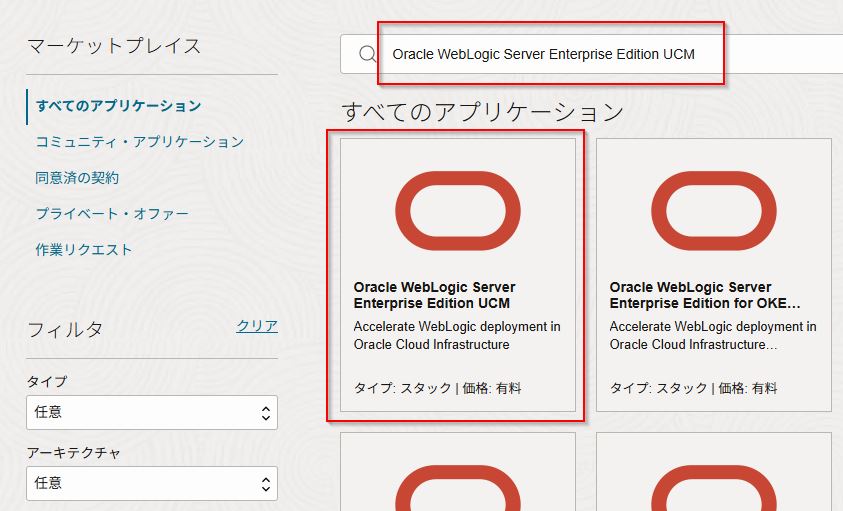 マーケットプレイス
すべてのアプリケーション
コミュニティ・アプリケーション
同意済の契約
プライベート・オファー
作業リクエスト
フィルタ
クリア
タイプ
任意
アーキテクチャ
任意
Oracle WebLogic Server Enterprise Edition UCM
すべてのアプリケーション
Oracle WebLogic Server
Enterprise Edition UCM
Accelerate WebLogic deployment in
Oracle Cloud Infrastructure
タイプ: スタック | 価格: 有料
Oracle WebLogic Server
Enterprise Edition for OKE…
Accelerate WebLogic deployment in
Oracle Cloud Infrastructure…
タイプ: スタック | 価格: 有料